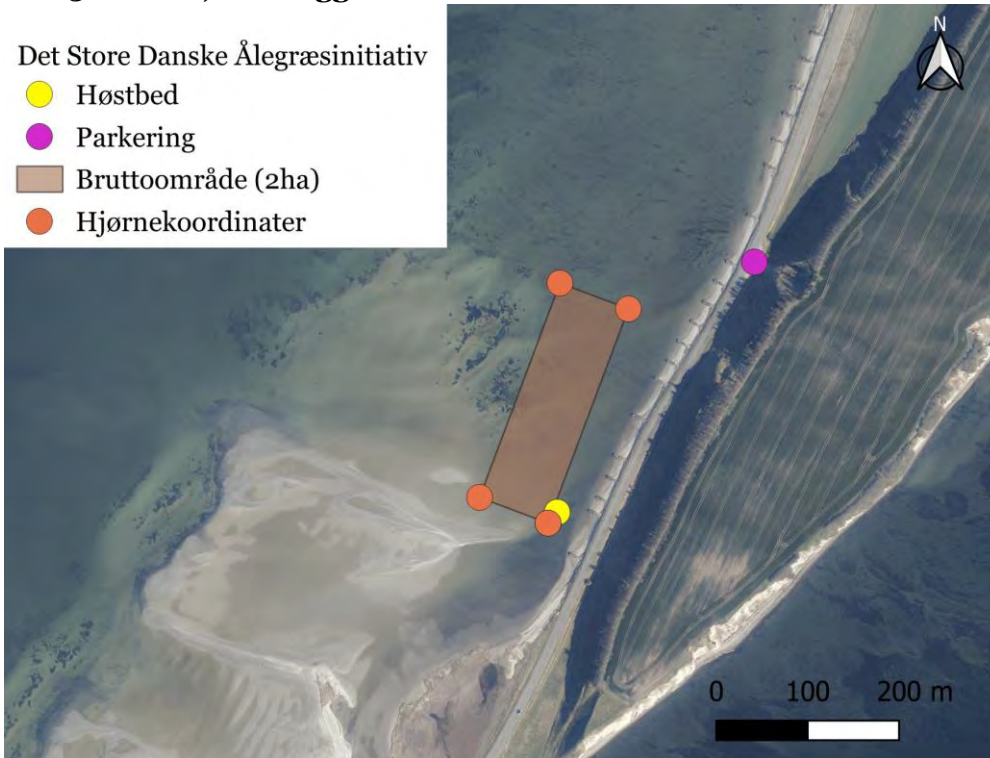 Det Store Danske Ålegræsinitiativ
Høstbed
Parkering
Bruttoområde (2ha)
Hjørnekoordinater
N
0 100 200 m